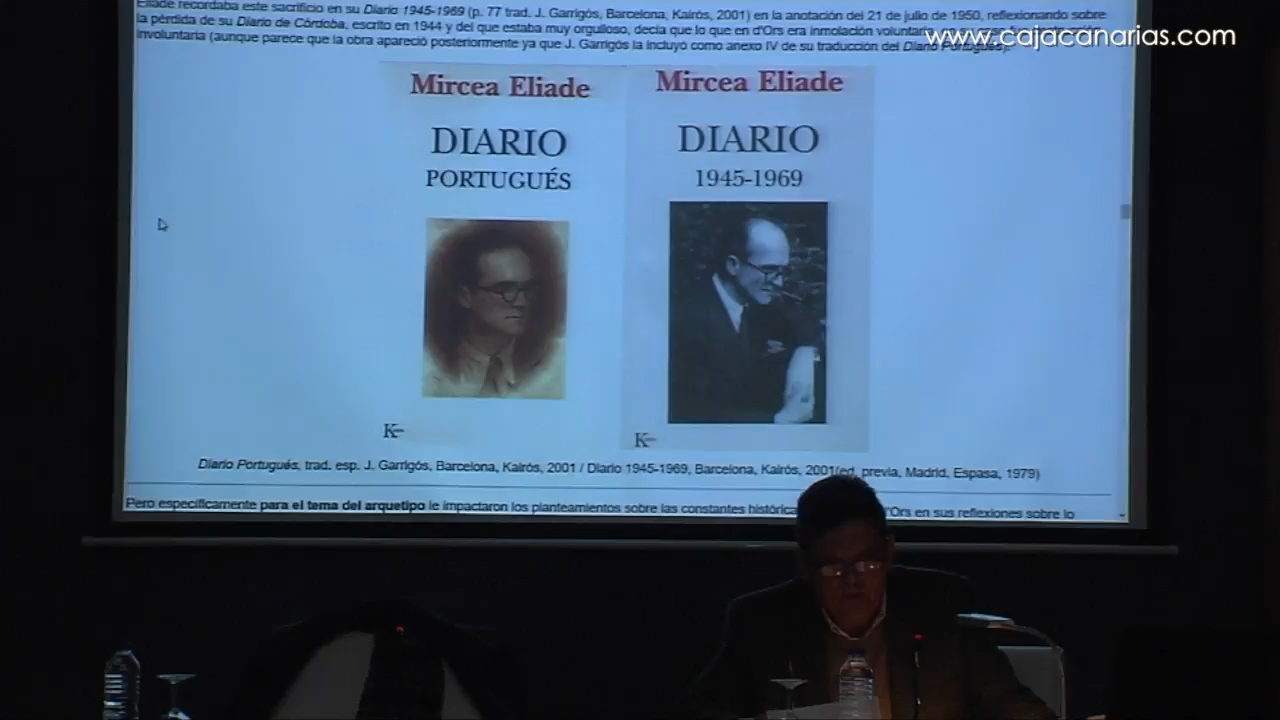 Eliade recordaba este sacrificio en su Diario 1945-1969 (p. 77 trad. J. Garrigós, Barcelona, Kairós, 2001) en la anotación del 21 de julio de 1950, reflexionando sobre
la pérdida de su Diario de Córdoba, escrito en 1944 y del que estaba muy orgulloso, decía que lo que en d'Ors era inmolación
involuntaria (aunque parece que la obra apareció posteriormente ya que J. Garrigós la incluyó como anexo IV de su traducción del Diario Portugués).
www.cajacanarias.com
Mircea Eliade
DIARIO
PORTUGUÉS
K
Mircea Eliade
DIARIO
1945-1969
K
Diario Portugués, trad. esp. J. Garrigós, Barcelona, Kairós, 2001 / Diario 1945-1969, Barcelona, Kairós, 2001(ed. previa, Madrid, Espasa, 1979)
Pero específicamente para el tema del arquetipo le impactaron los planteamientos sobre las constantes d'Ors en sus reflexiones sobre lo